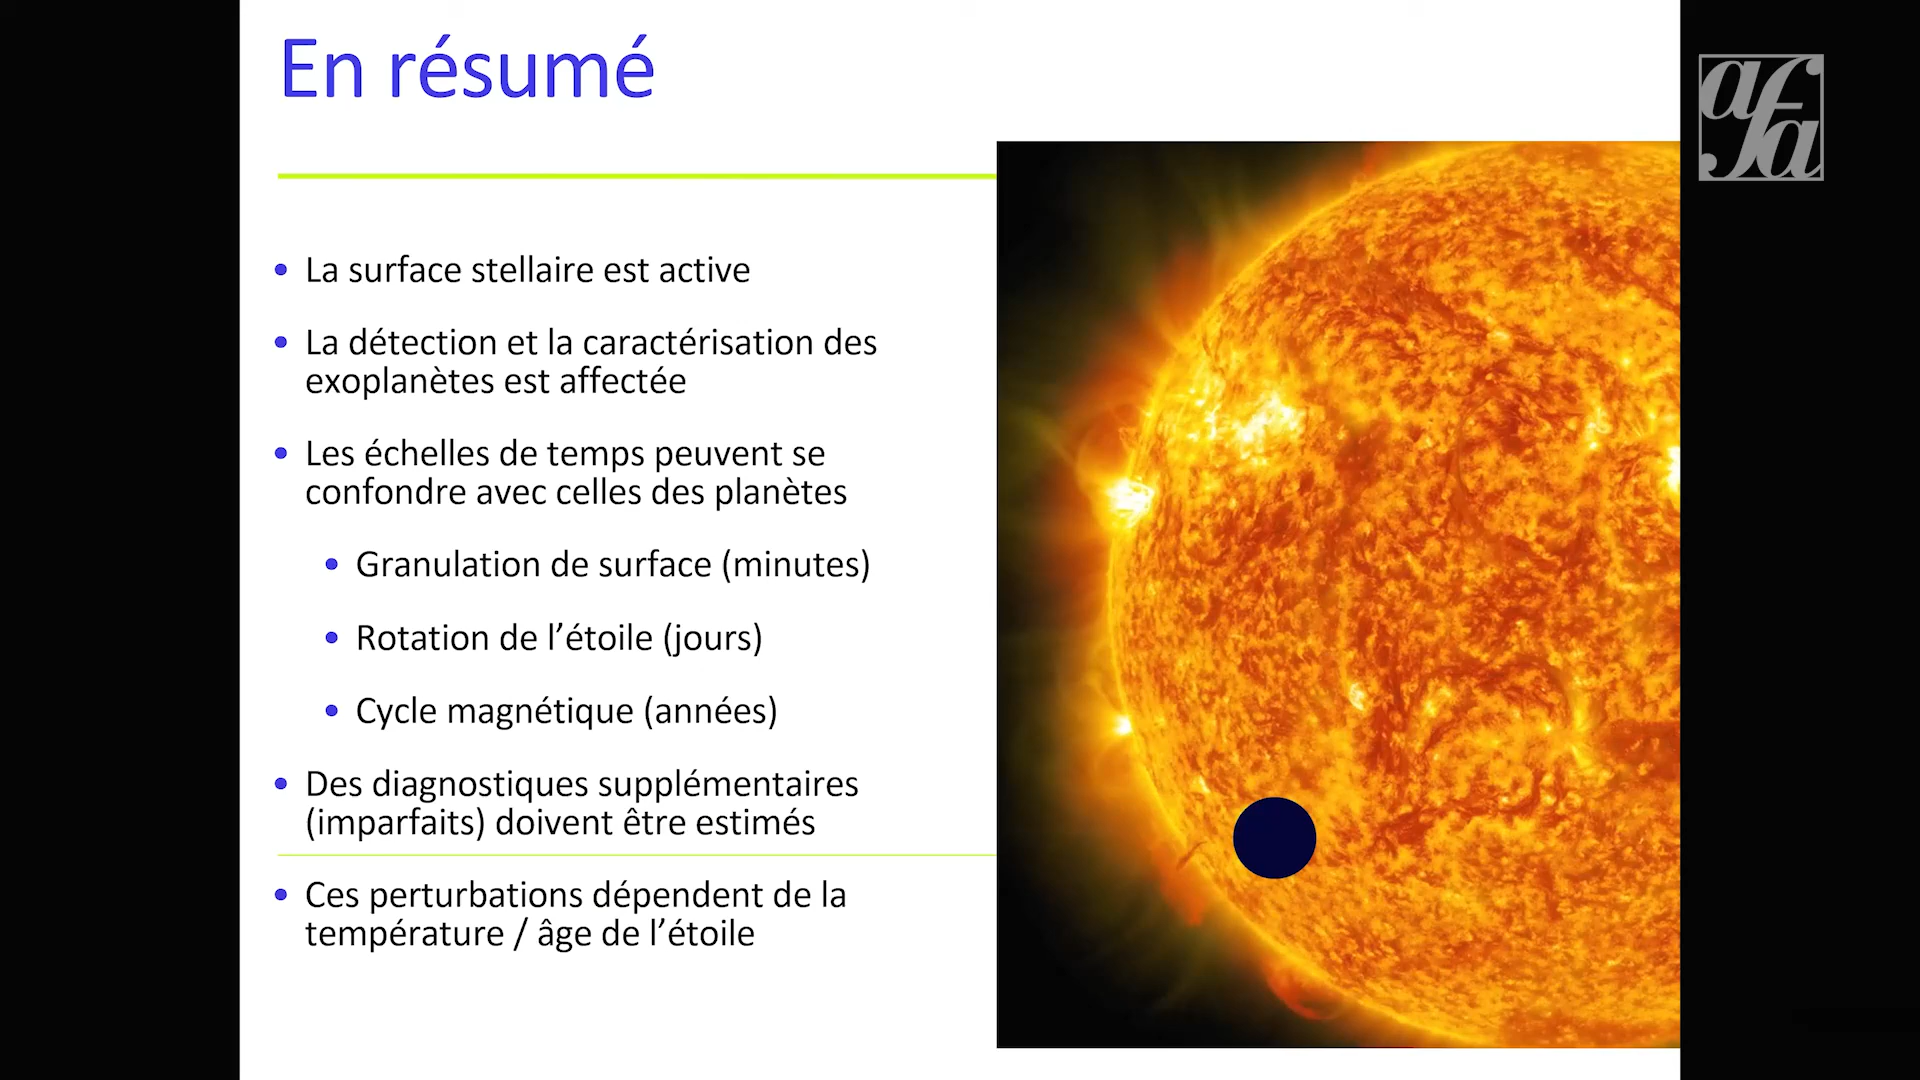 En résumé
afa
• La surface stellaire est active
• La détection et la caractérisation des
exoplanètes est affectée
• Les échelles de temps peuvent se
confondre avec celles des planètes
• Granulation de surface (minutes)
• Rotation de l’étoile (jours)
• Cycle magnétique (années)
• Des diagnostiques supplémentaires
(imparfaits) doivent être estimés
• Ces perturbations dépendent de la
température / âge de l’étoile